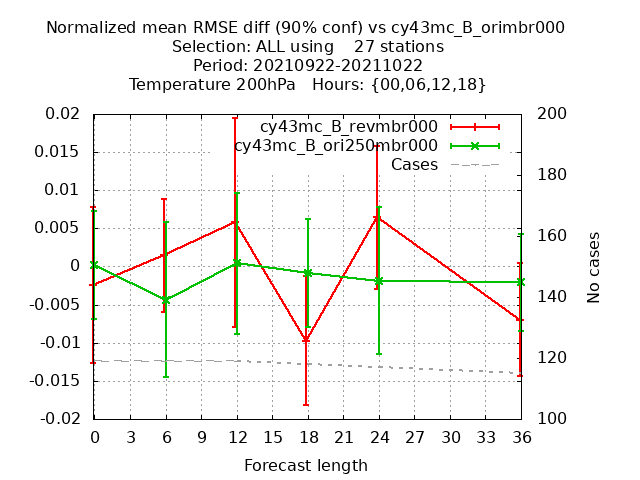 Normalized mean RMSE diff (90% conf) vs cy43mc_B_orimbr000
Selection: ALL using    27 stations
Period: 20210922-20211022
Temperature 200hPa   Hours: {00,06,12,18}
cy43mc_B_revmbr000
cy43mc_B_ori250mbr000
Cases
0.02
0.015
0.01
0.005
0
-0.005
-0.01
-0.015
-0.02
200
180
160
140
120
100
No cases
0 3 6 9 12 15 18 21 24 27 30 33 36
Forecast length